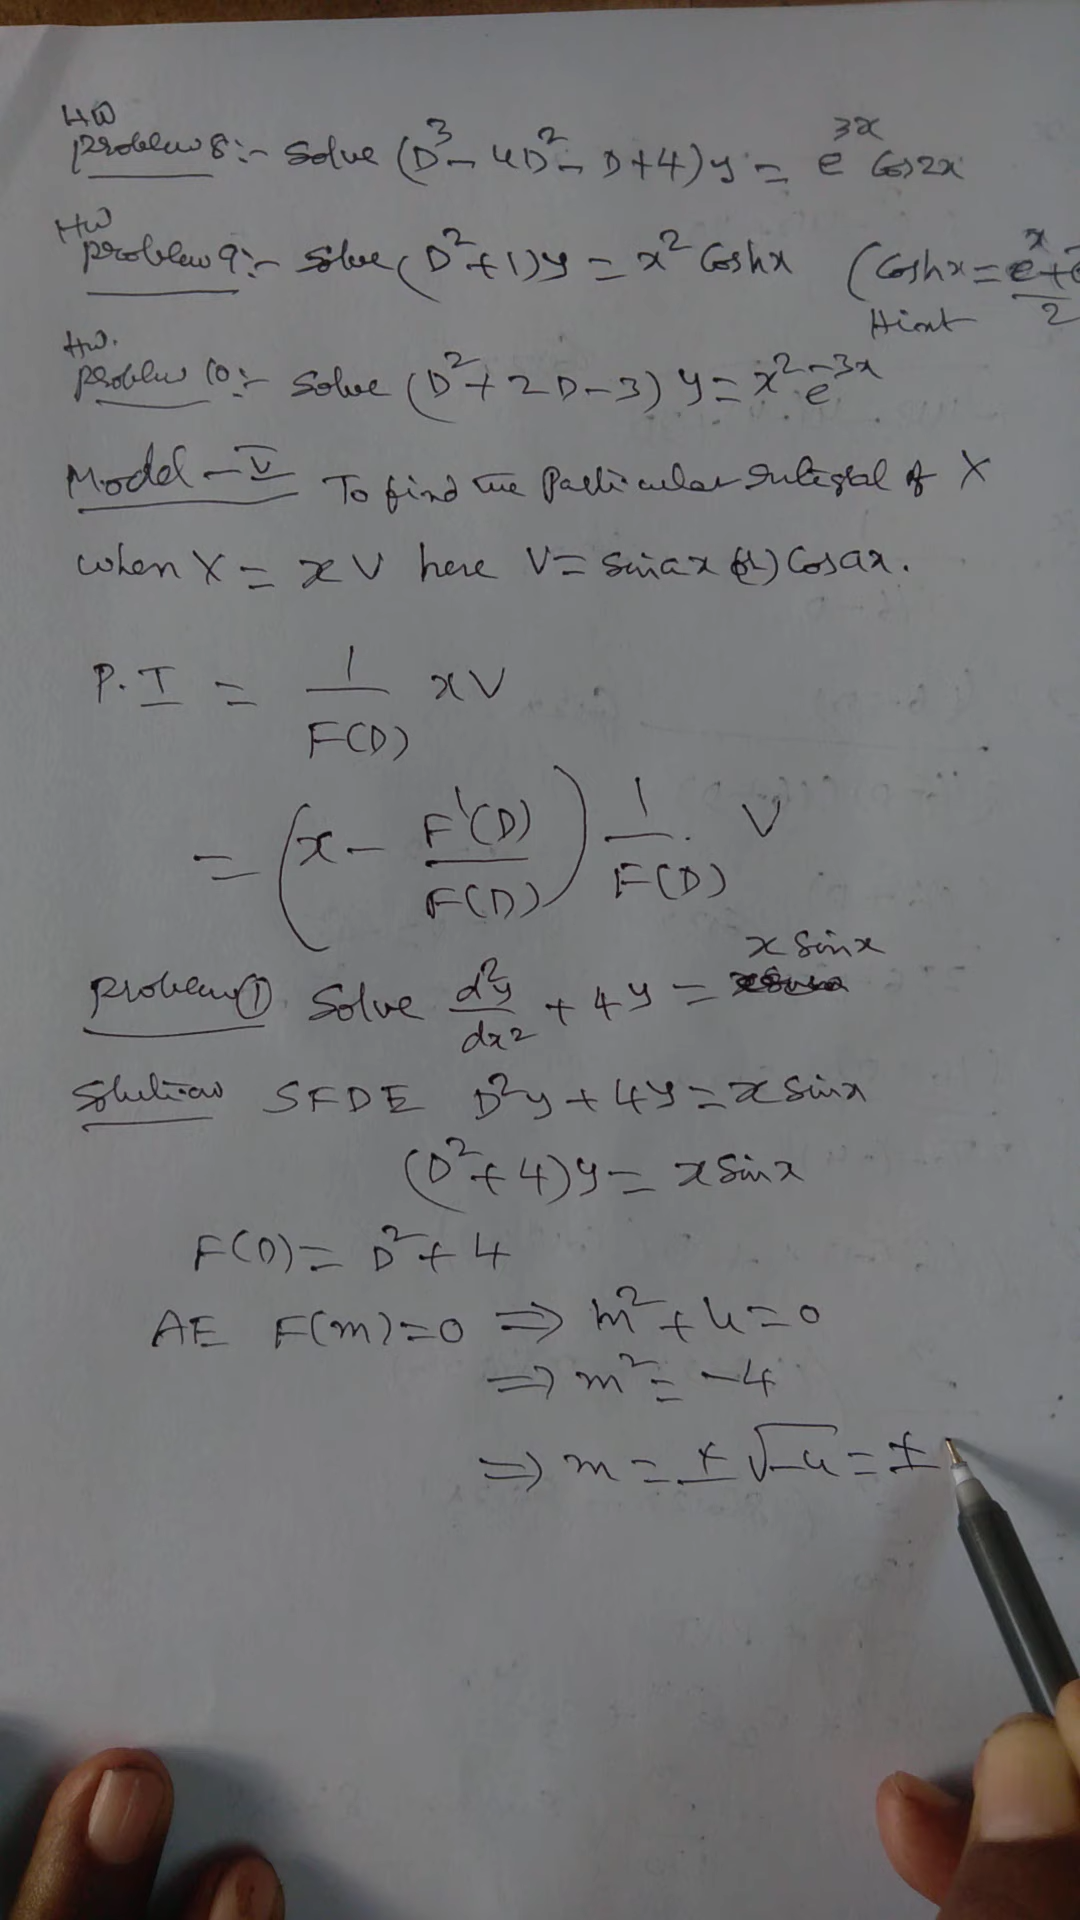 HW
Problem 8:- Solve (D³ - 4D² - D + 4)y = e^{3x} Cos2x
HW
Problem 9:- Solve (D² + 1)y = x² Coshx (Coshx = e^x + e / 2
Hint
HW.
Problem 10:- Solve (D² + 2D - 3) y = x² e^{-3x}
Model - V To find the Particular Integral of X
when X = xV here V = Sinax (or) Cosax.
P.I = 1/F(D) xV
= (x - F'(D)/F(D)) 1/F(D) . V
Problem ① Solve d²y/dx² + 4y = x Sinx
Solution SFDE D²y + 4y = x Sinx
(D² + 4)y = x Sinx
F(D) = D² + 4
AE F(m) = 0 ⇒ m² + 4 = 0
⇒ m² = -4
⇒ m = ± √-4 = ±